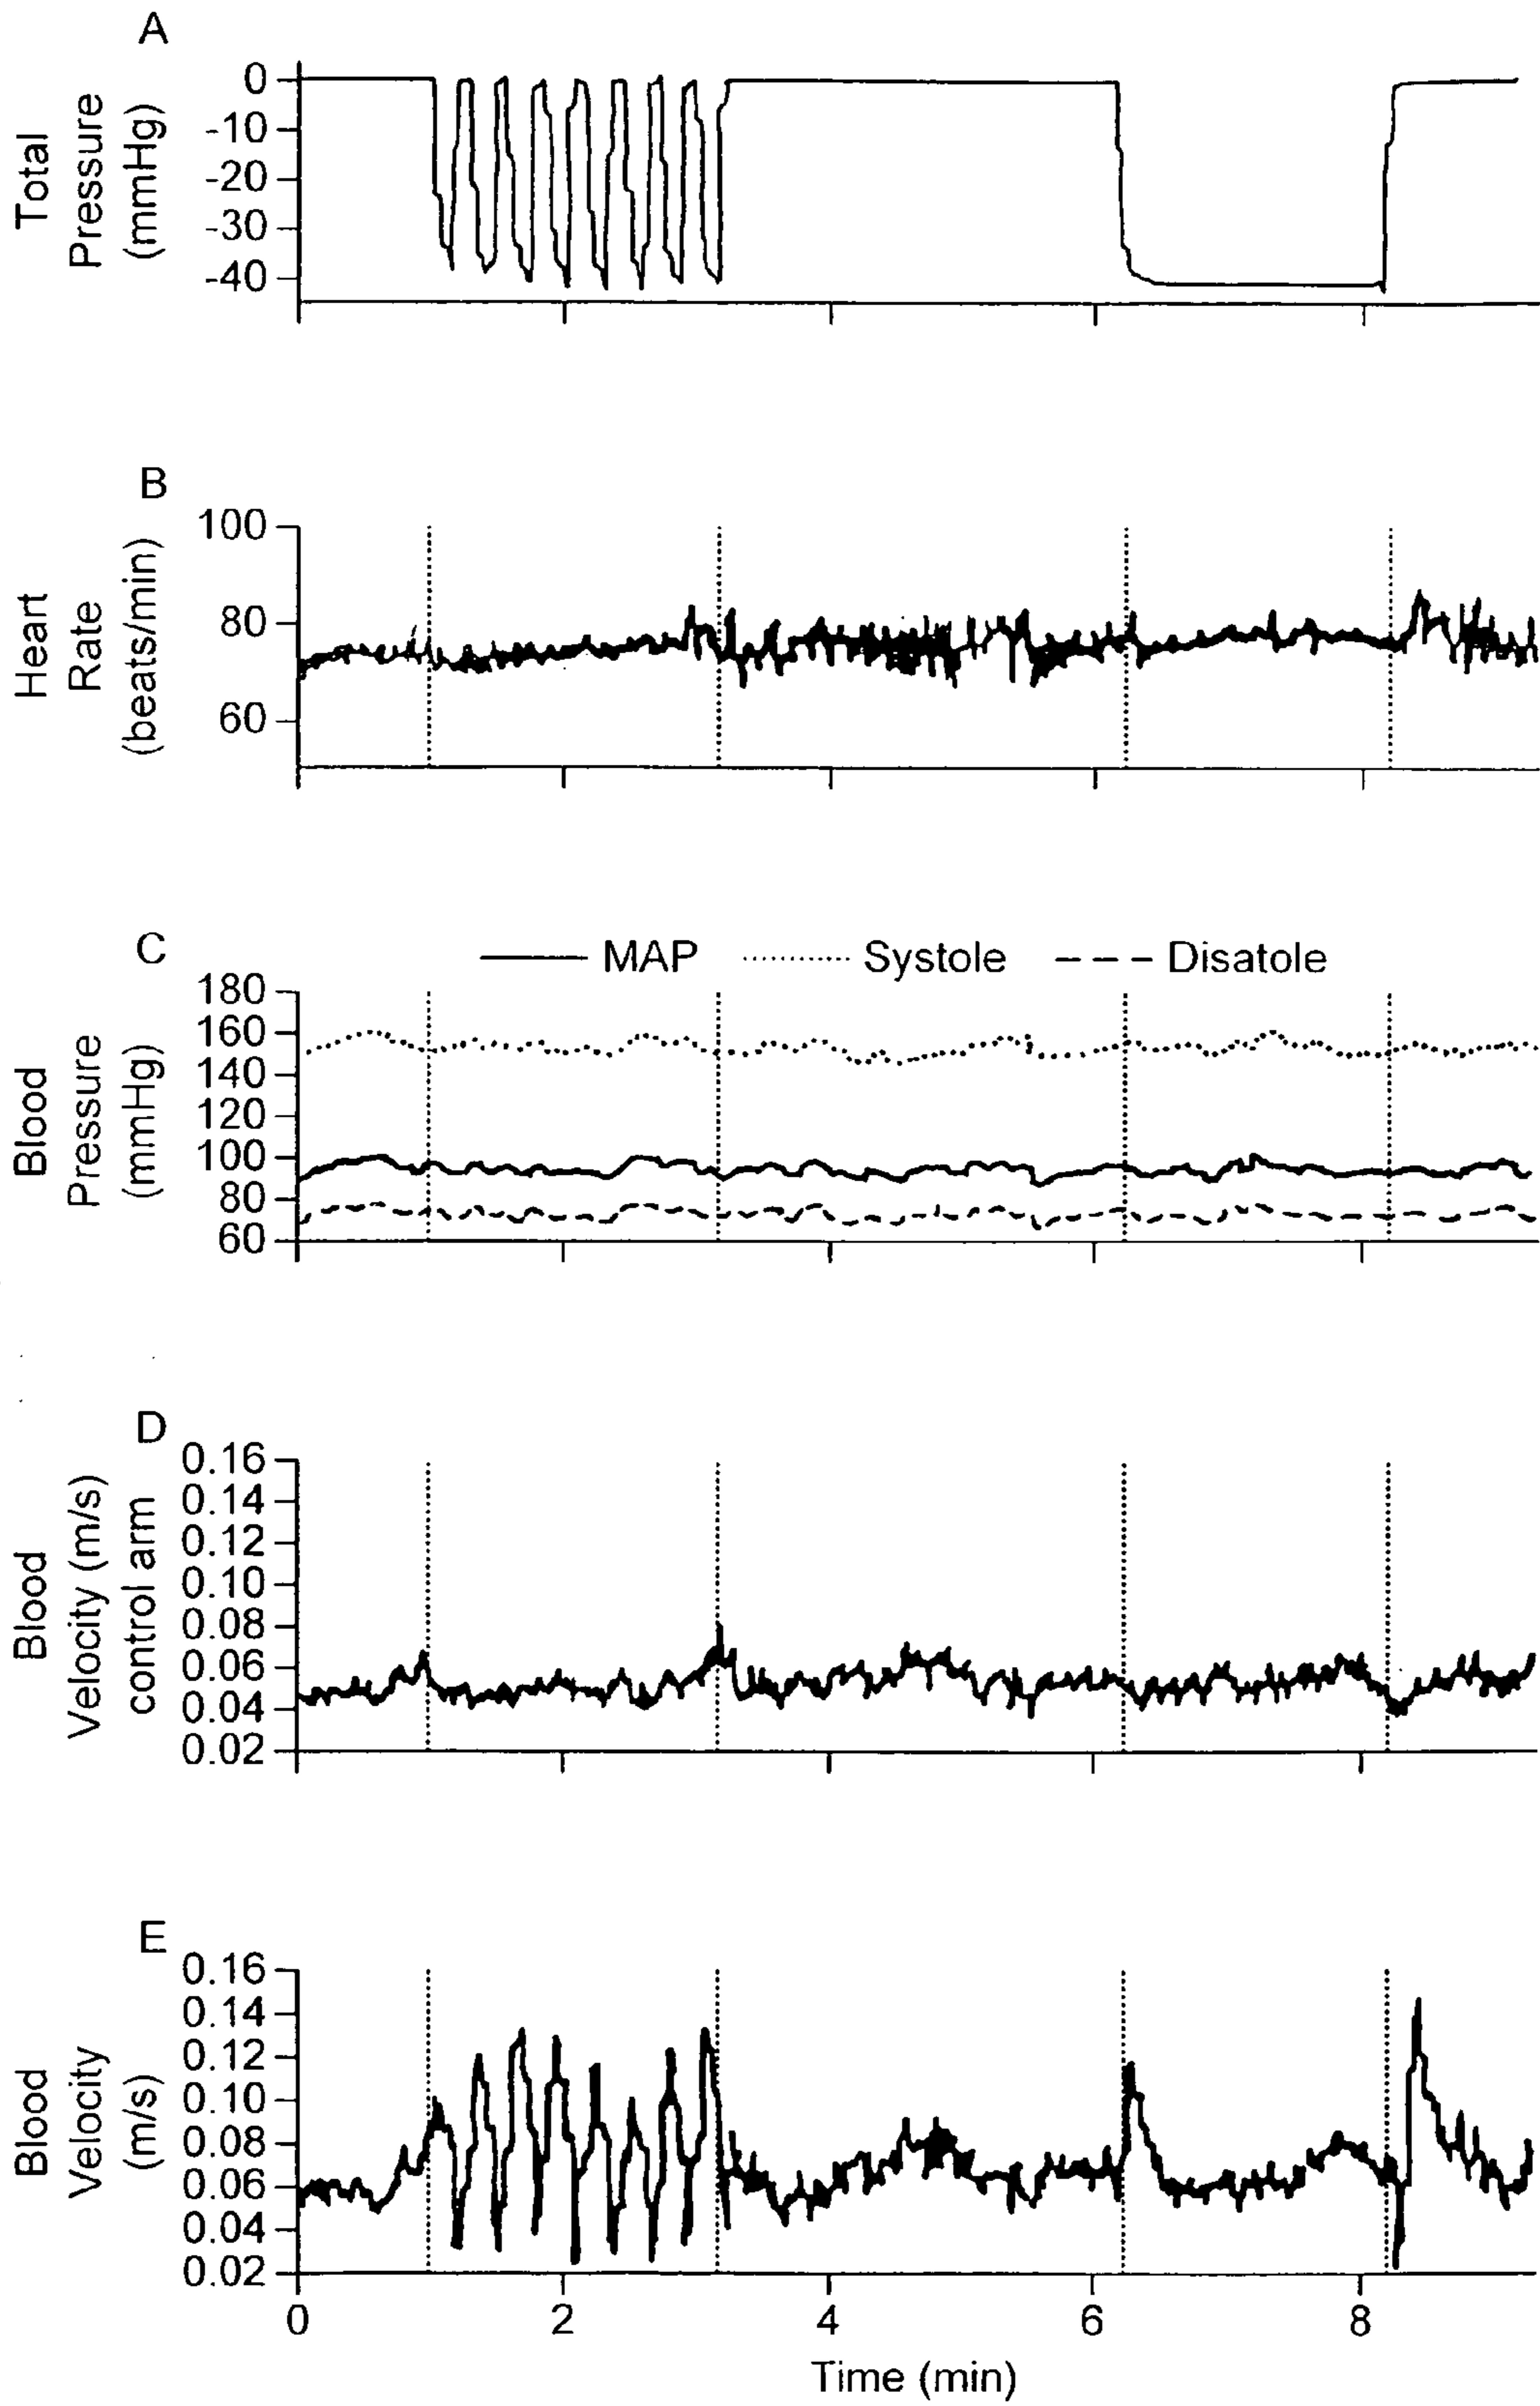 A
Total
Pressure
(mmHg)
0
-10
-20
-30
-40
B
Heart
Rate
(beats/min)
100
80
60
C
MAP Systole Disatole
Blood
Pressure
(mmHg)
180
160
140
120
100
80
60
D
Blood
Velocity (m/s)
control arm
0.16
0.14
0.12
0.10
0.08
0.06
0.04
0.02
E
Blood
Velocity
(m/s)
0.16
0.14
0.12
0.10
0.08
0.06
0.04
0.02
0 2 4 6 8
Time (min)